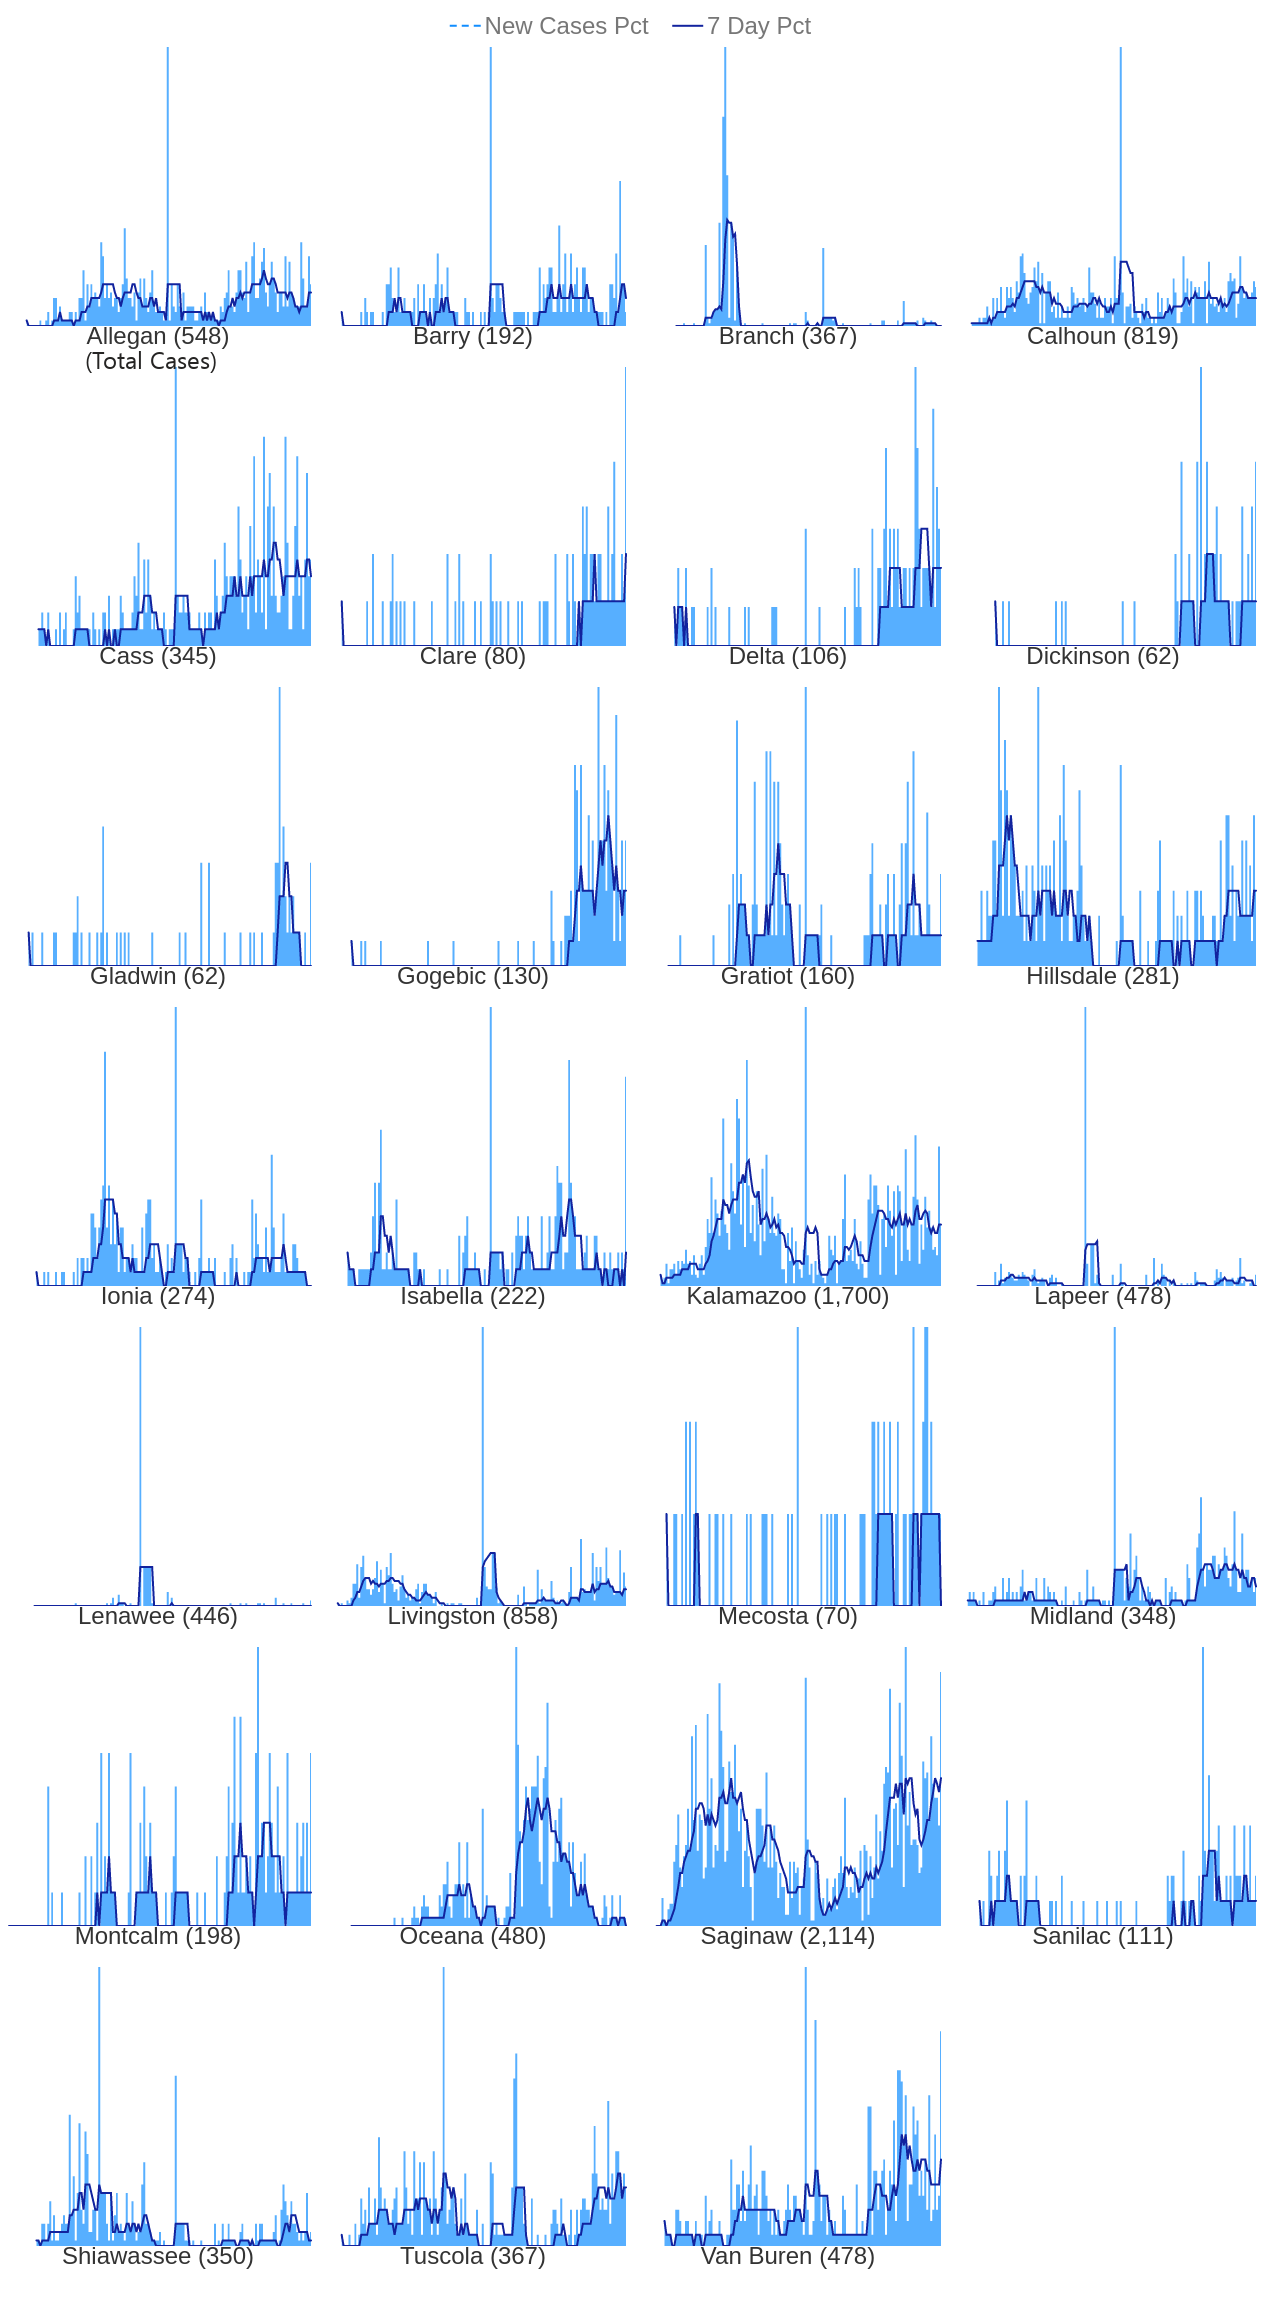 New Cases Pct 7 Day Pct
Allegan (548) Barry (192) Branch (367) Calhoun (819)
(Total Cases)
Cass (345) Clare (80) Delta (106) Dickinson (62)
Gladwin (62) Gogebic (130) Gratiot (160) Hillsdale (281)
Ionia (274) Isabella (222) Kalamazoo (1,700) Lapeer (478)
Lenawee (446) Livingston (858) Mecosta (70) Midland (348)
Montcalm (198) Oceana (480) Saginaw (2,114) Sanilac (111)
Shiawassee (350) Tuscola (367) Van Buren (478)